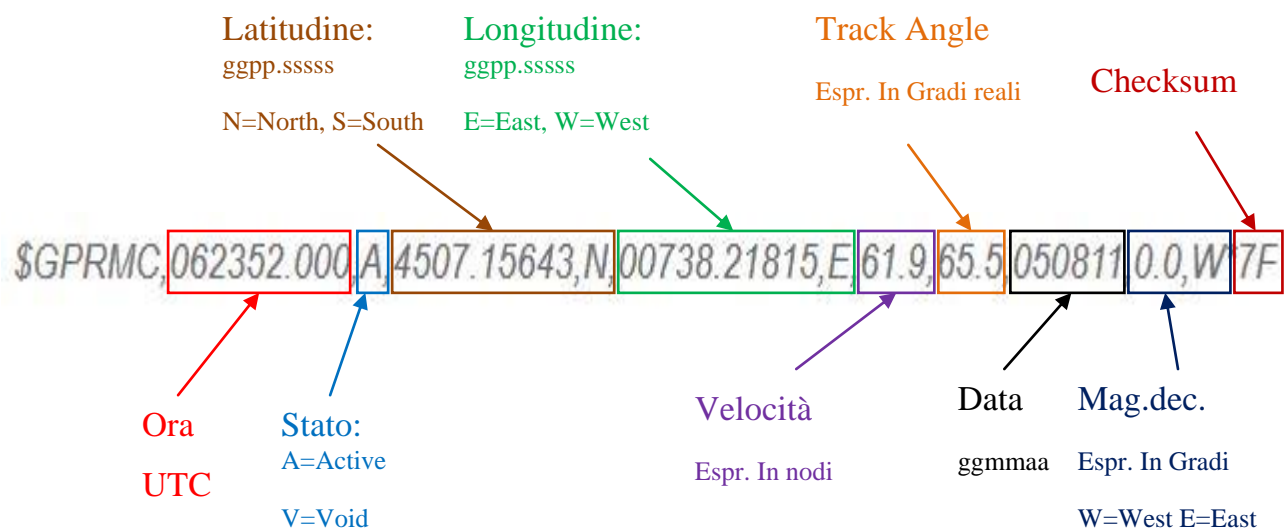 Latitudine:
ggpp.sssss
N=North, S=South
Longitudine:
ggpp.sssss
E=East, W=West
Track Angle
Espr. In Gradi reali
Checksum
$GPRMC,062352.000,A,4507.15643,N,00738.21815,E,61.9,65.5,050811,0.0,W*7F
Ora
UTC
Stato:
A=Active
V=Void
Velocità
Espr. In nodi
Data
ggmmaa
Mag.dec.
Espr. In Gradi
W=West E=East